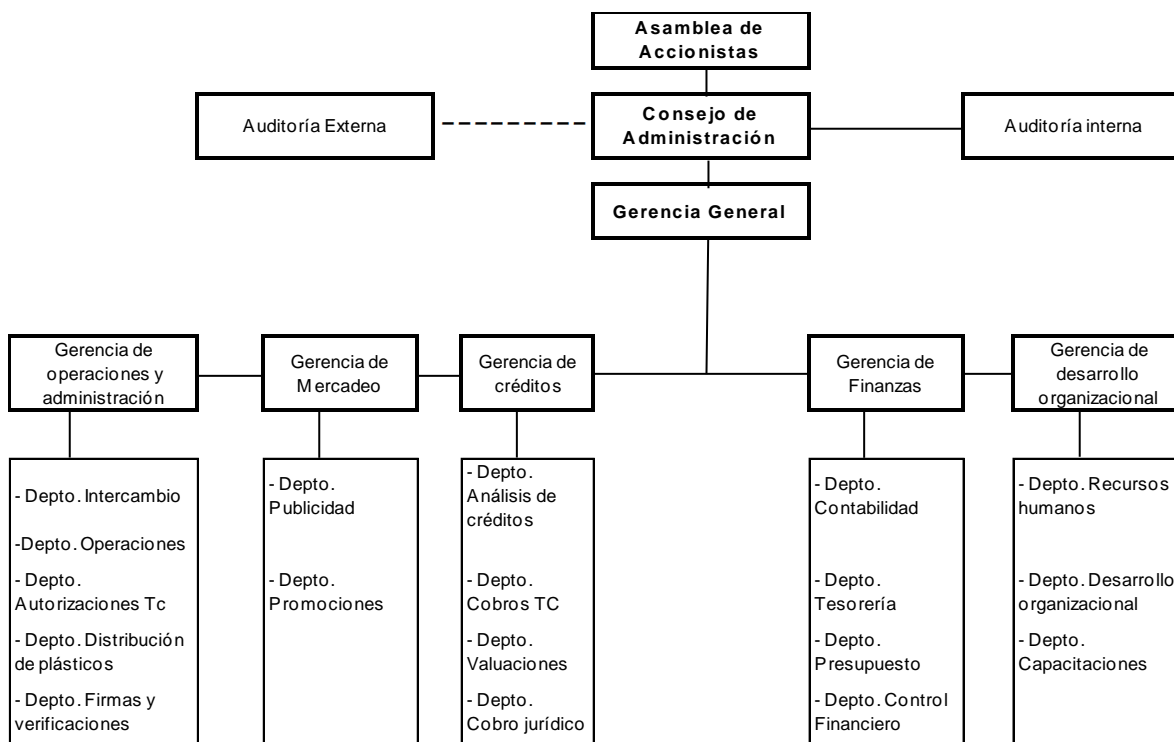 Asamblea de
Accionistas
Auditoría Externa
Consejo de
Administración
Auditoría interna
Gerencia General
Gerencia de
operaciones y
administración
Gerencia de
Mercadeo
Gerencia de
créditos
Gerencia de
Finanzas
Gerencia de
desarrollo
organizacional
- Depto. Intercambio
-Depto. Operaciones
- Depto.
Autorizaciones Tc
- Depto. Distribución
de plásticos
- Depto. Firmas y
verificaciones
- Depto.
Publicidad
- Depto.
Promociones
- Depto.
Análisis de
créditos
- Depto.
Cobros TC
- Depto.
Valuaciones
- Depto.
Cobro jurídico
- Depto.
Contabilidad
- Depto.
Tesorería
- Depto.
Presupuesto
- Depto. Control
Financiero
- Depto. Recursos
humanos
- Depto. Desarrollo
organizacional
- Depto.
Capacitaciones